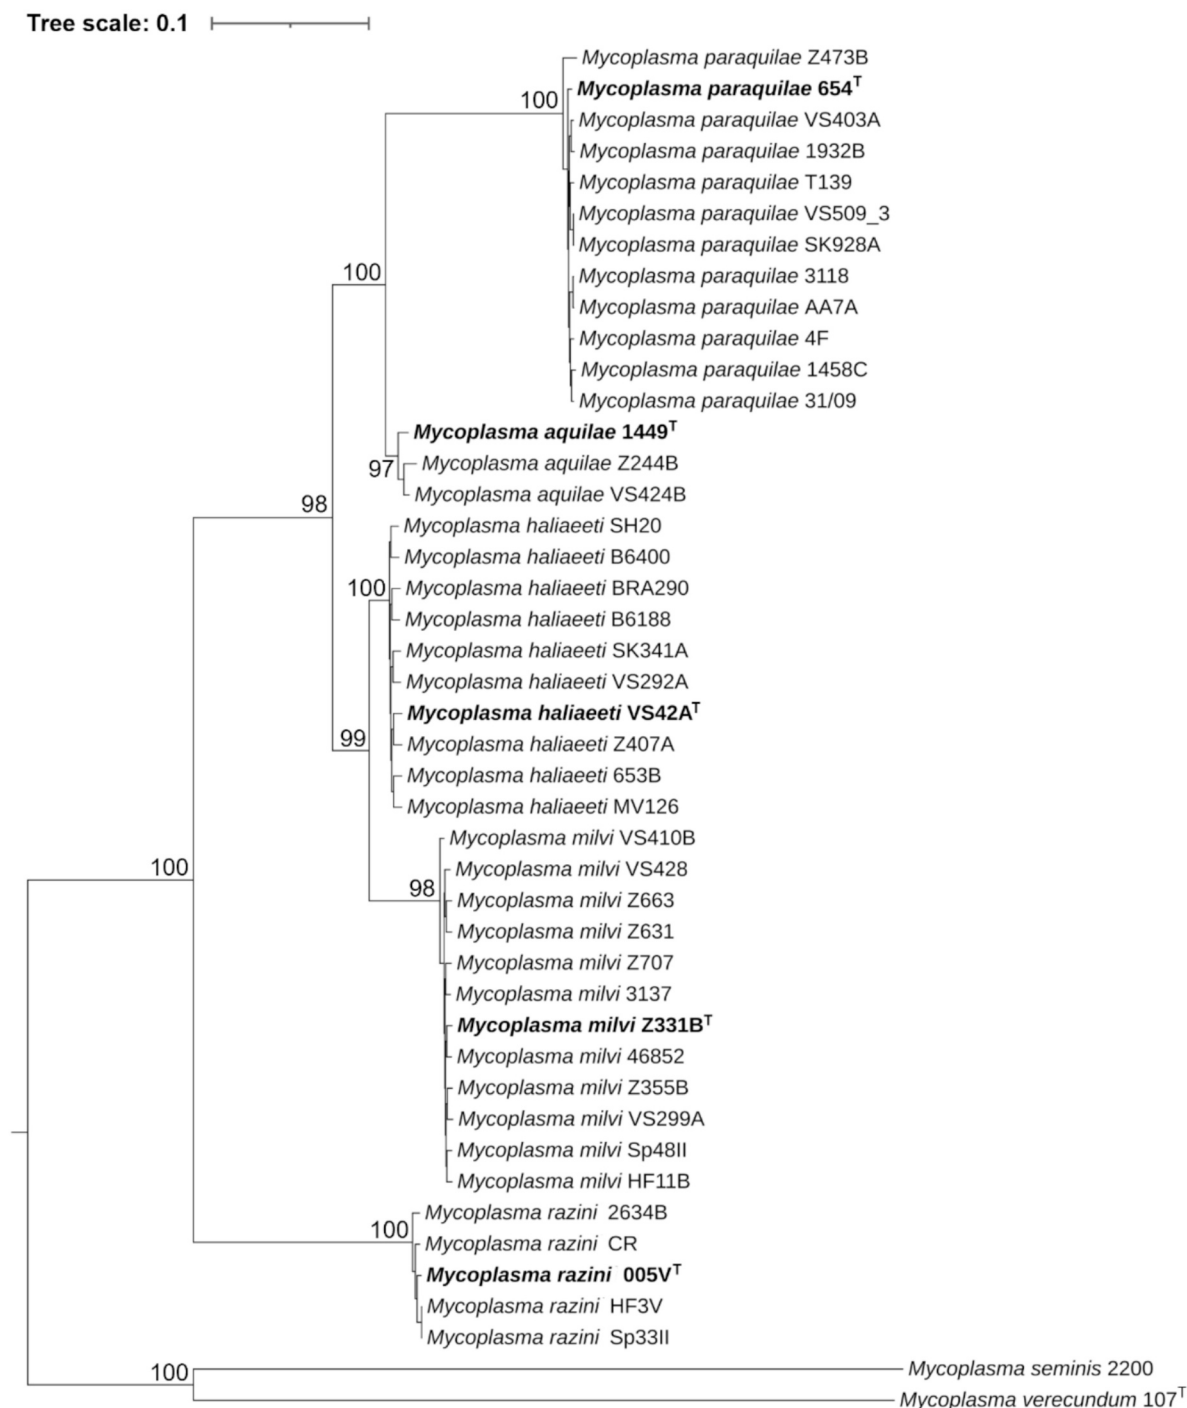 Tree scale: 0.1
Mycoplasma paraquilae Z473B
Mycoplasma paraquilae 654T
100
Mycoplasma paraquilae VS403A
Mycoplasma paraquilae 1932B
Mycoplasma paraquilae T139
Mycoplasma paraquilae VS509_3
Mycoplasma paraquilae SK928A
100
Mycoplasma paraquilae 3118
Mycoplasma paraquilae AA7A
Mycoplasma paraquilae 4F
Mycoplasma paraquilae 1458C
Mycoplasma paraquilae 31/09
Mycoplasma aquilae 1449T
97
Mycoplasma aquilae Z244B
Mycoplasma aquilae VS424B
98
Mycoplasma haliaeeti SH20
Mycoplasma haliaeeti B6400
100
Mycoplasma haliaeeti BRA290
Mycoplasma haliaeeti B6188
Mycoplasma haliaeeti SK341A
Mycoplasma haliaeeti VS292A
Mycoplasma haliaeeti VS42AT
99
Mycoplasma haliaeeti Z407A
Mycoplasma haliaeeti 653B
Mycoplasma haliaeeti MV126
Mycoplasma milvi VS410B
100
Mycoplasma milvi VS428
98
Mycoplasma milvi Z663
Mycoplasma milvi Z631
Mycoplasma milvi Z707
Mycoplasma milvi 3137
Mycoplasma milvi Z331BT
Mycoplasma milvi 46852
Mycoplasma milvi Z355B
Mycoplasma milvi VS299A
Mycoplasma milvi Sp48II
Mycoplasma milvi HF11B
Mycoplasma razini 2634B
100
Mycoplasma razini CR
Mycoplasma razini 005VT
Mycoplasma razini HF3V
Mycoplasma razini Sp33II
100
Mycoplasma seminis 2200
Mycoplasma verecundum 107T